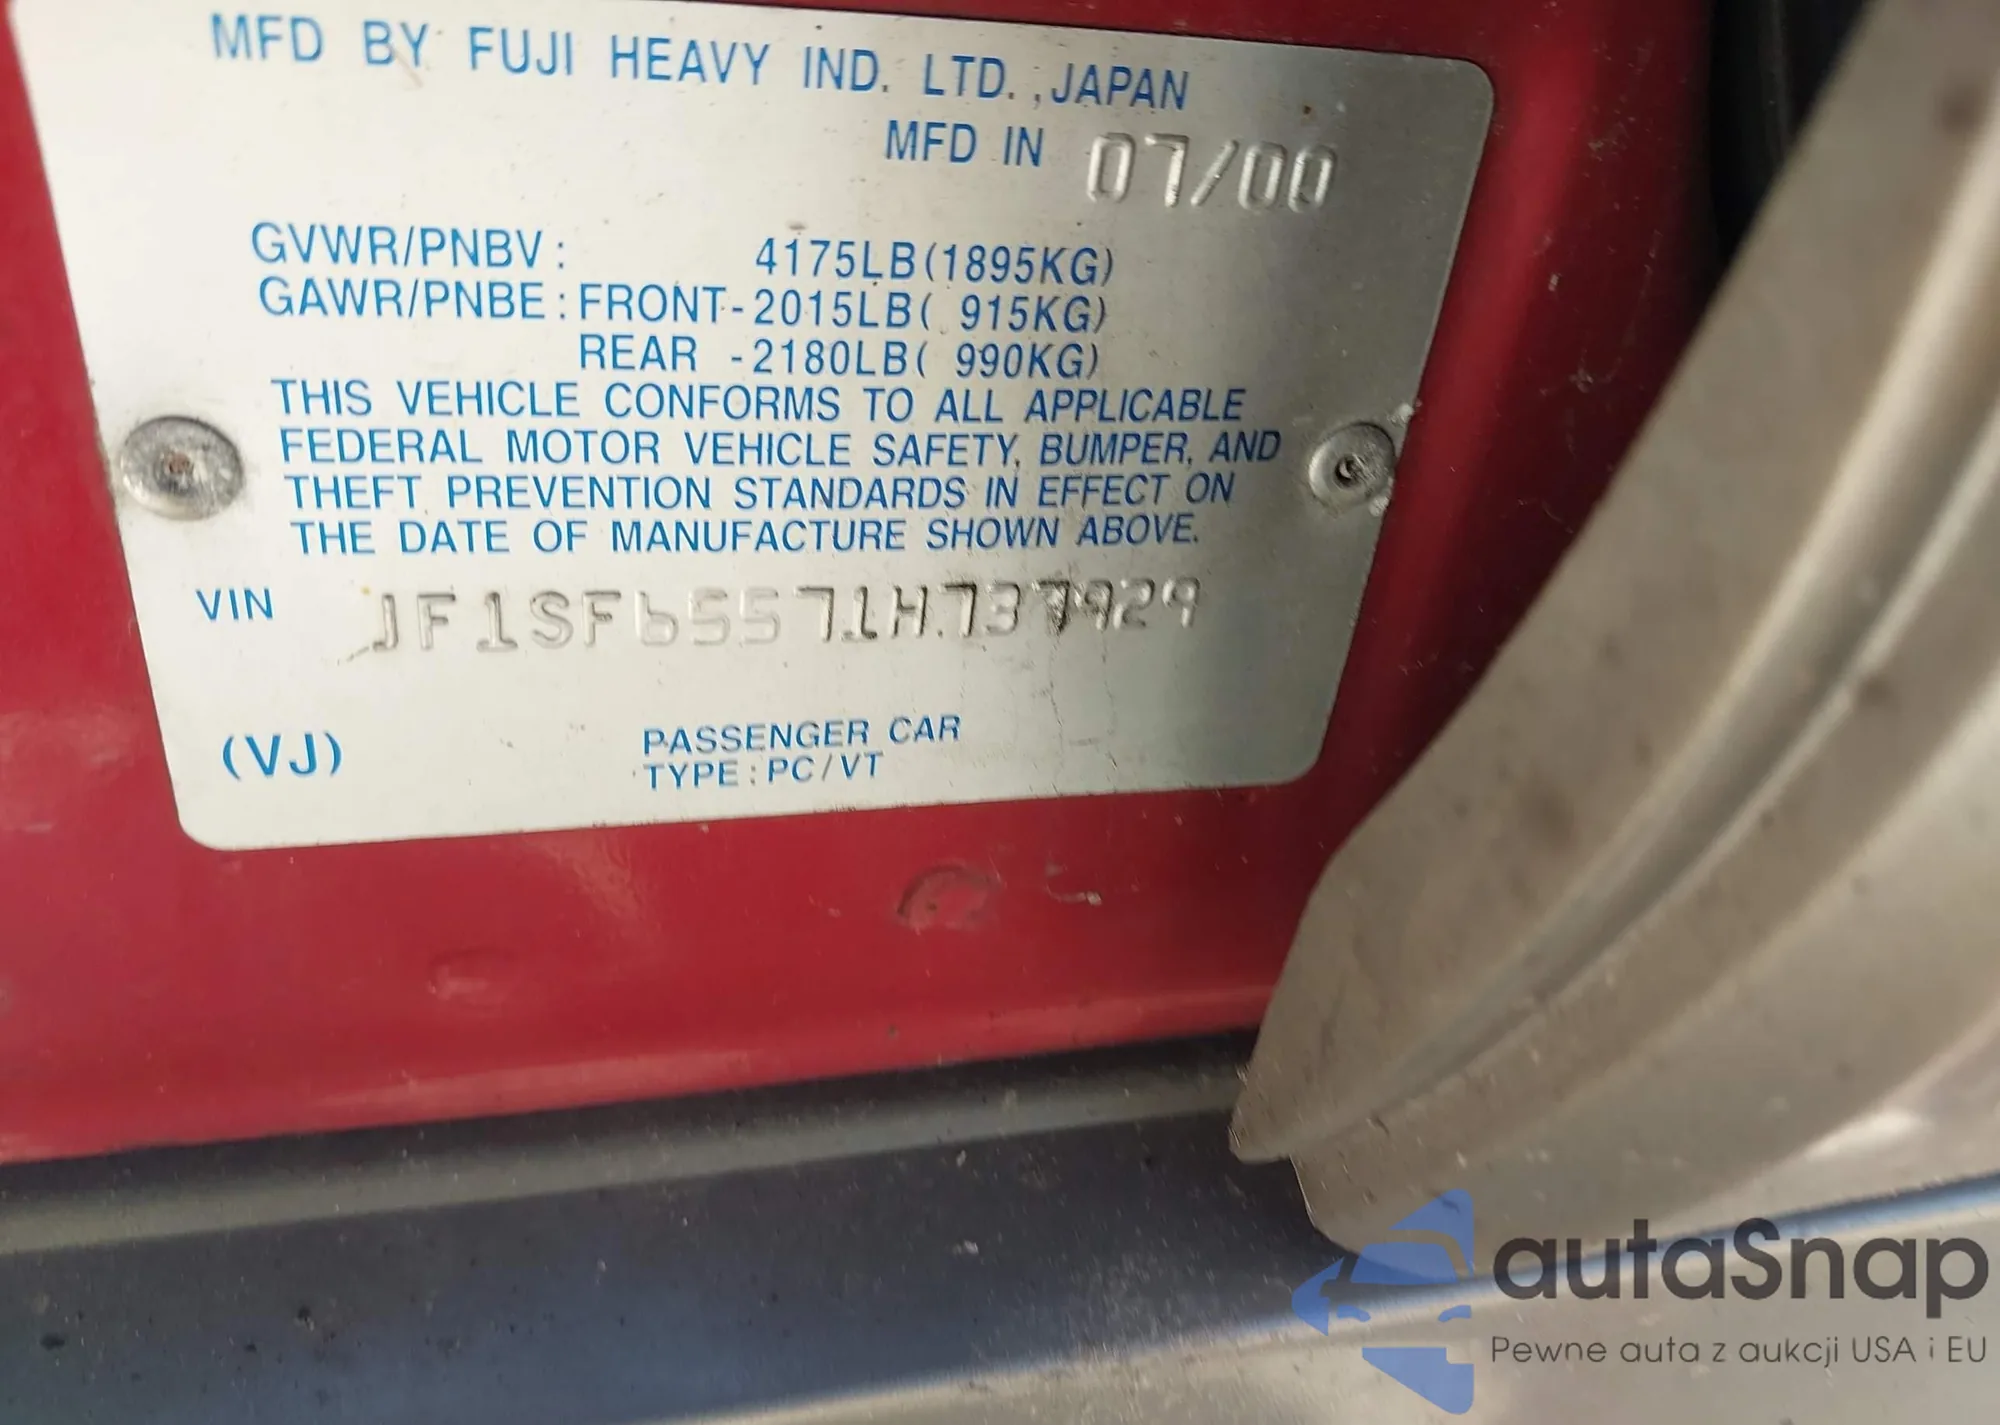 MFD BY FUJI HEAVY IND. LTD. ,JAPAN
MFD IN 07/00
GVWR/PNBV : 4175LB(1895KG)
GAWR/PNBE : FRONT-2015LB( 915KG)
REAR -2180LB( 990KG)
THIS VEHICLE CONFORMS TO ALL APPLICABLE
FEDERAL MOTOR VEHICLE SAFETY, BUMPER, AND
THEFT PREVENTION STANDARDS IN EFFECT ON
THE DATE OF MANUFACTURE SHOWN ABOVE.
VIN JF1SF65571H737929
(VJ) PASSENGER CAR
TYPE : PC/VT
autaSnap
Pewne auta z aukcji USA i EU